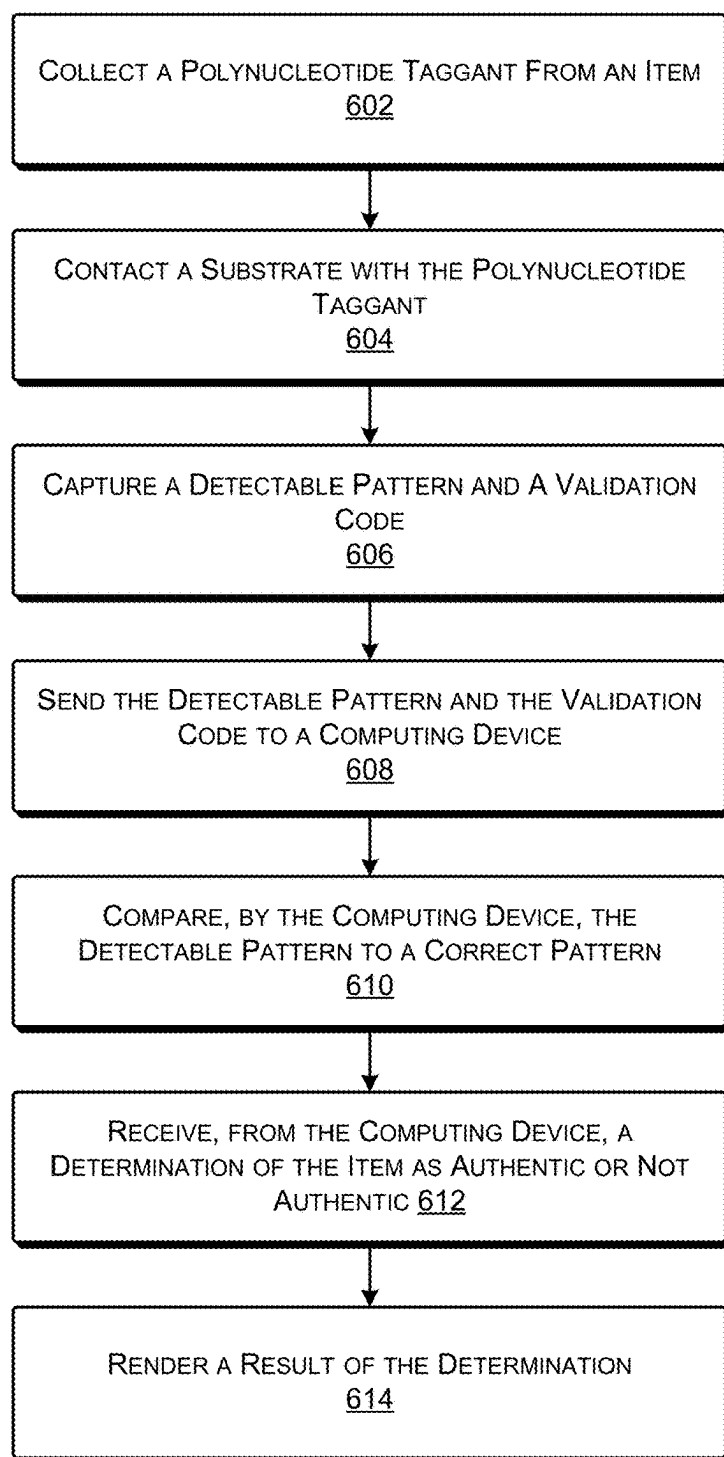 COLLECT A POLYNUCLEOTIDE TAGGANT FROM AN ITEM
602
CONTACT A SUBSTRATE WITH THE POLYNUCLEOTIDE
TAGGANT
604
CAPTURE A DETECTABLE PATTERN AND A VALIDATION
CODE
606
SEND THE DETECTABLE PATTERN AND THE VALIDATION
CODE TO A COMPUTING DEVICE
608
COMPARE, BY THE COMPUTING DEVICE, THE
DETECTABLE PATTERN TO A CORRECT PATTERN
610
RECEIVE, FROM THE COMPUTING DEVICE, A
DETERMINATION OF THE ITEM AS AUTHENTIC OR NOT
AUTHENTIC 612
RENDER A RESULT OF THE DETERMINATION
614